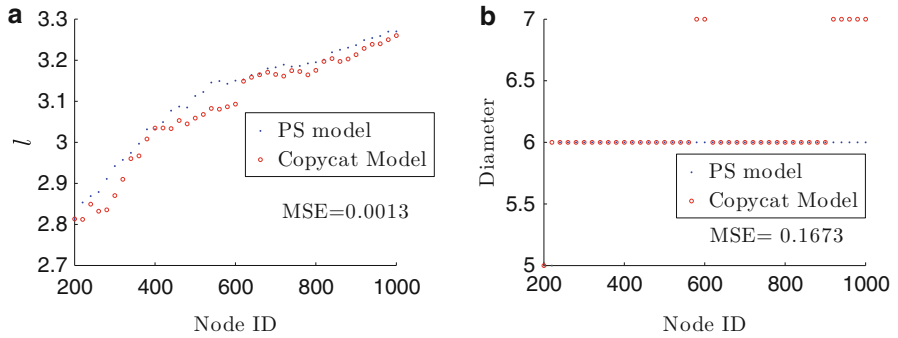 a
3.3
3.2
3.1
3
2.9
2.8
2.7
l
200
400
600
800
1000
Node ID
PS model
Copycat Model
MSE=0.0013
b
7
6.5
6
5.5
5
Diameter
200
400
600
800
1000
Node ID
PS model
Copycat Model
MSE= 0.1673